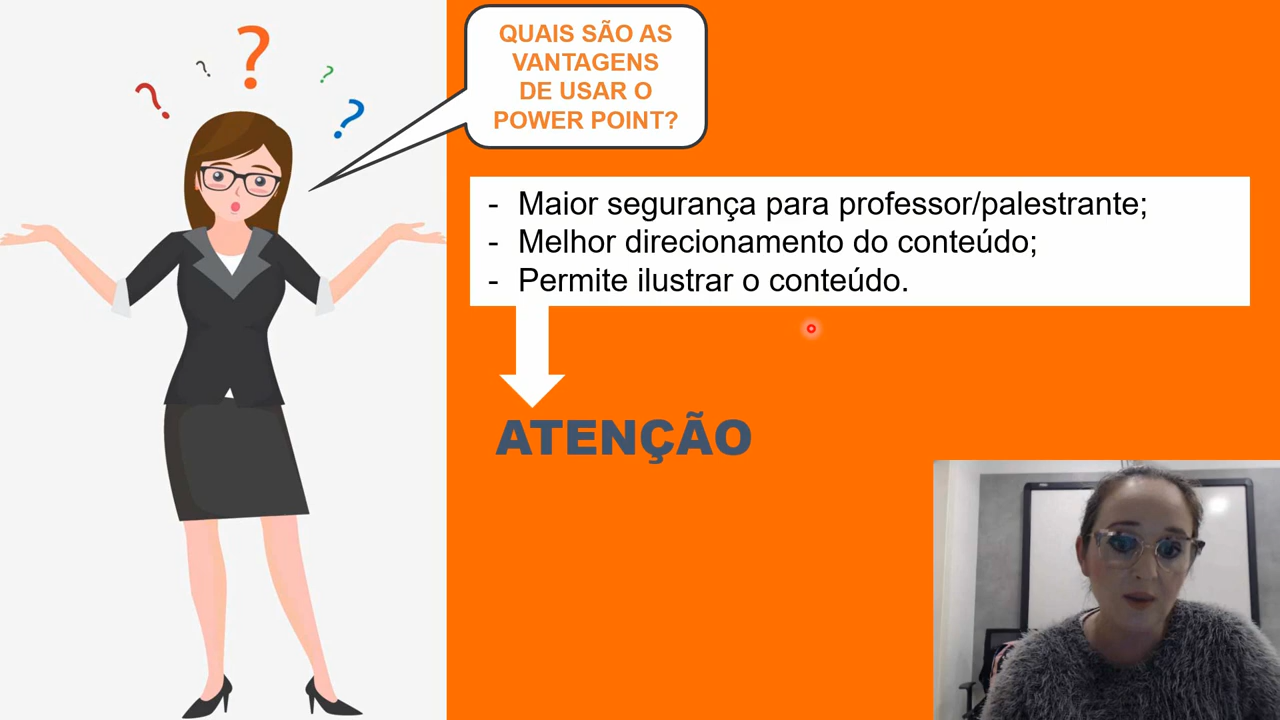 QUAIS SÃO AS
VANTAGENS
DE USAR O
POWER POINT?
- Maior segurança para professor/palestrante;
- Melhor direcionamento do conteúdo;
- Permite ilustrar o conteúdo.
ATENÇÃO